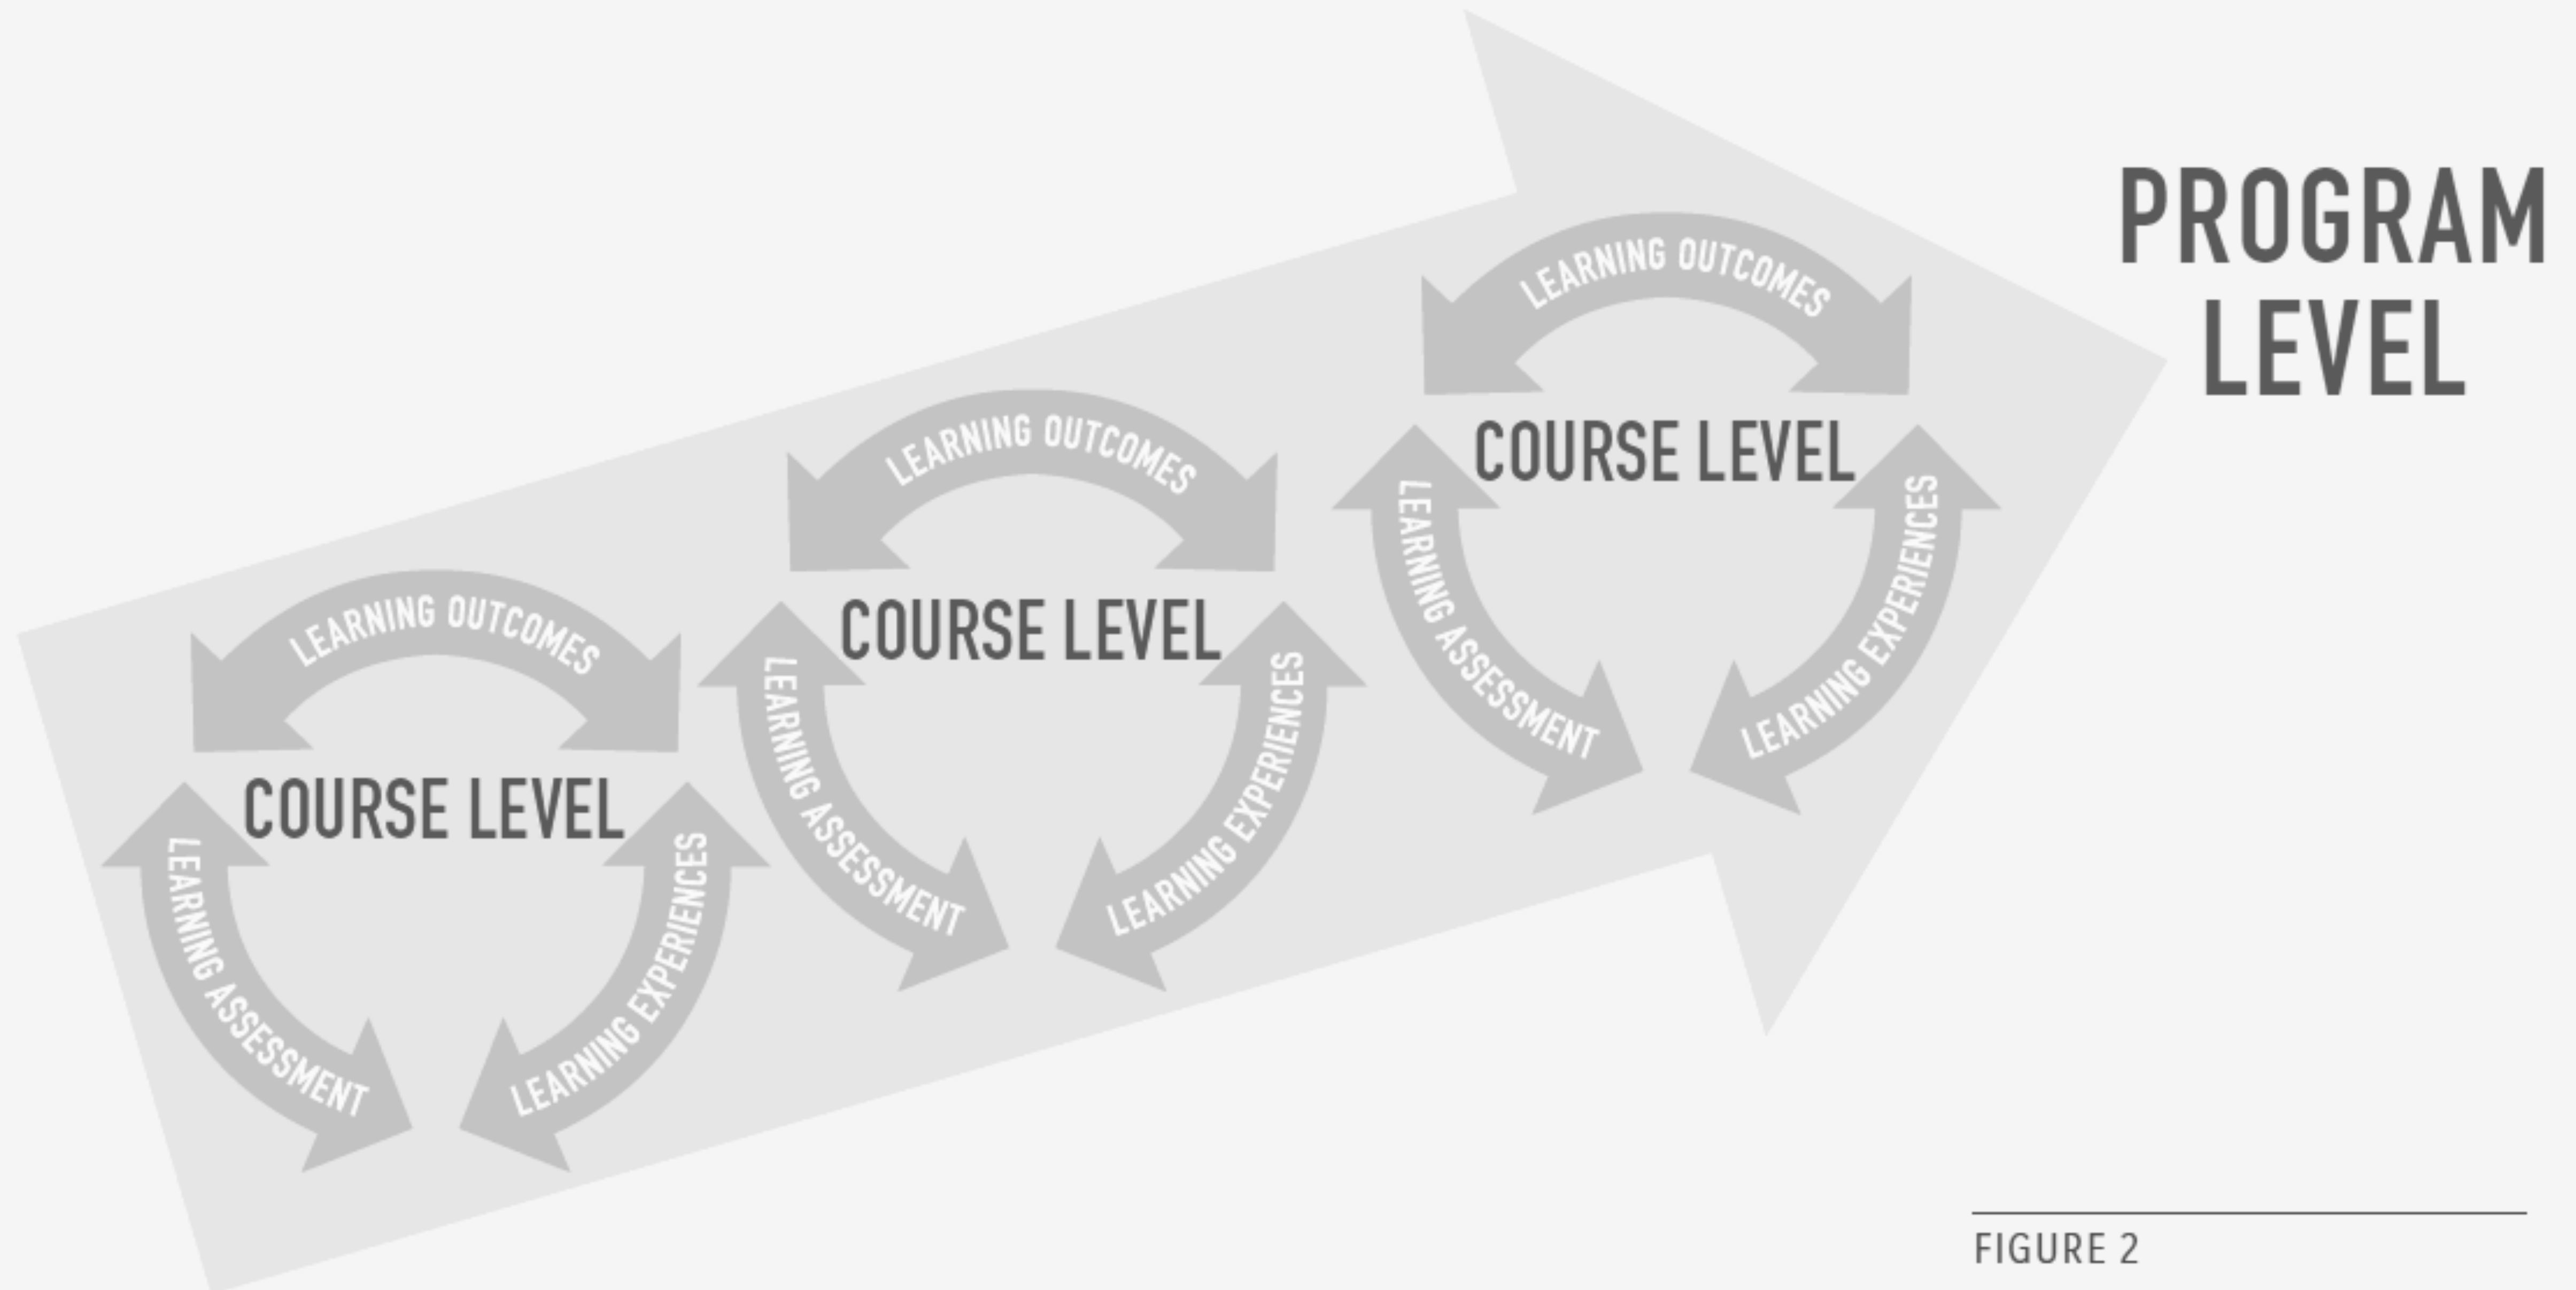 PROGRAM
LEVEL
LEARNING OUTCOMES
COURSE LEVEL
LEARNING ASSESSMENT
LEARNING EXPERIENCES
LEARNING OUTCOMES
COURSE LEVEL
LEARNING ASSESSMENT
LEARNING EXPERIENCES
LEARNING OUTCOMES
COURSE LEVEL
LEARNING ASSESSMENT
LEARNING EXPERIENCES
FIGURE 2